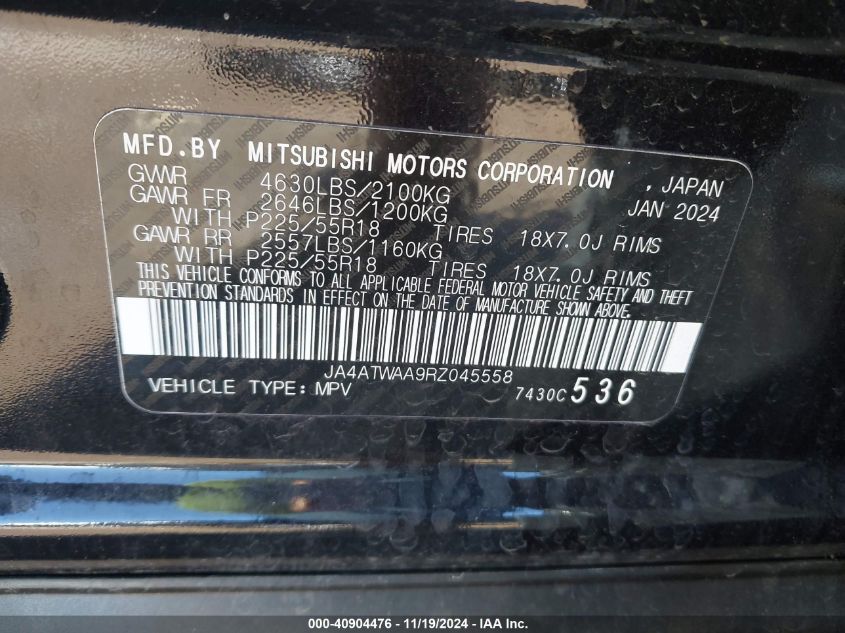 MFD.BY MITSUBISHI MOTORS CORPORATION , JAPAN
GVWR 4630LBS/2100KG JAN 2024
GAWR FR 2646LBS/1200KG
WITH P225/55R18 TIRES 18X7.0J RIMS
GAWR RR 2557LBS/1160KG
WITH P225/55R18 TIRES 18X7.0J RIMS
THIS VEHICLE CONFORMS TO ALL APPLICABLE FEDERAL MOTOR VEHICLE SAFETY AND THEFT
PREVENTION STANDARDS IN EFFECT ON THE DATE OF MANUFACTURE SHOWN ABOVE.
JA4ATWAA9RZ045558
VEHICLE TYPE: MPV 7430C 536
000-40904476 - 11/19/2024 - IAAI.com